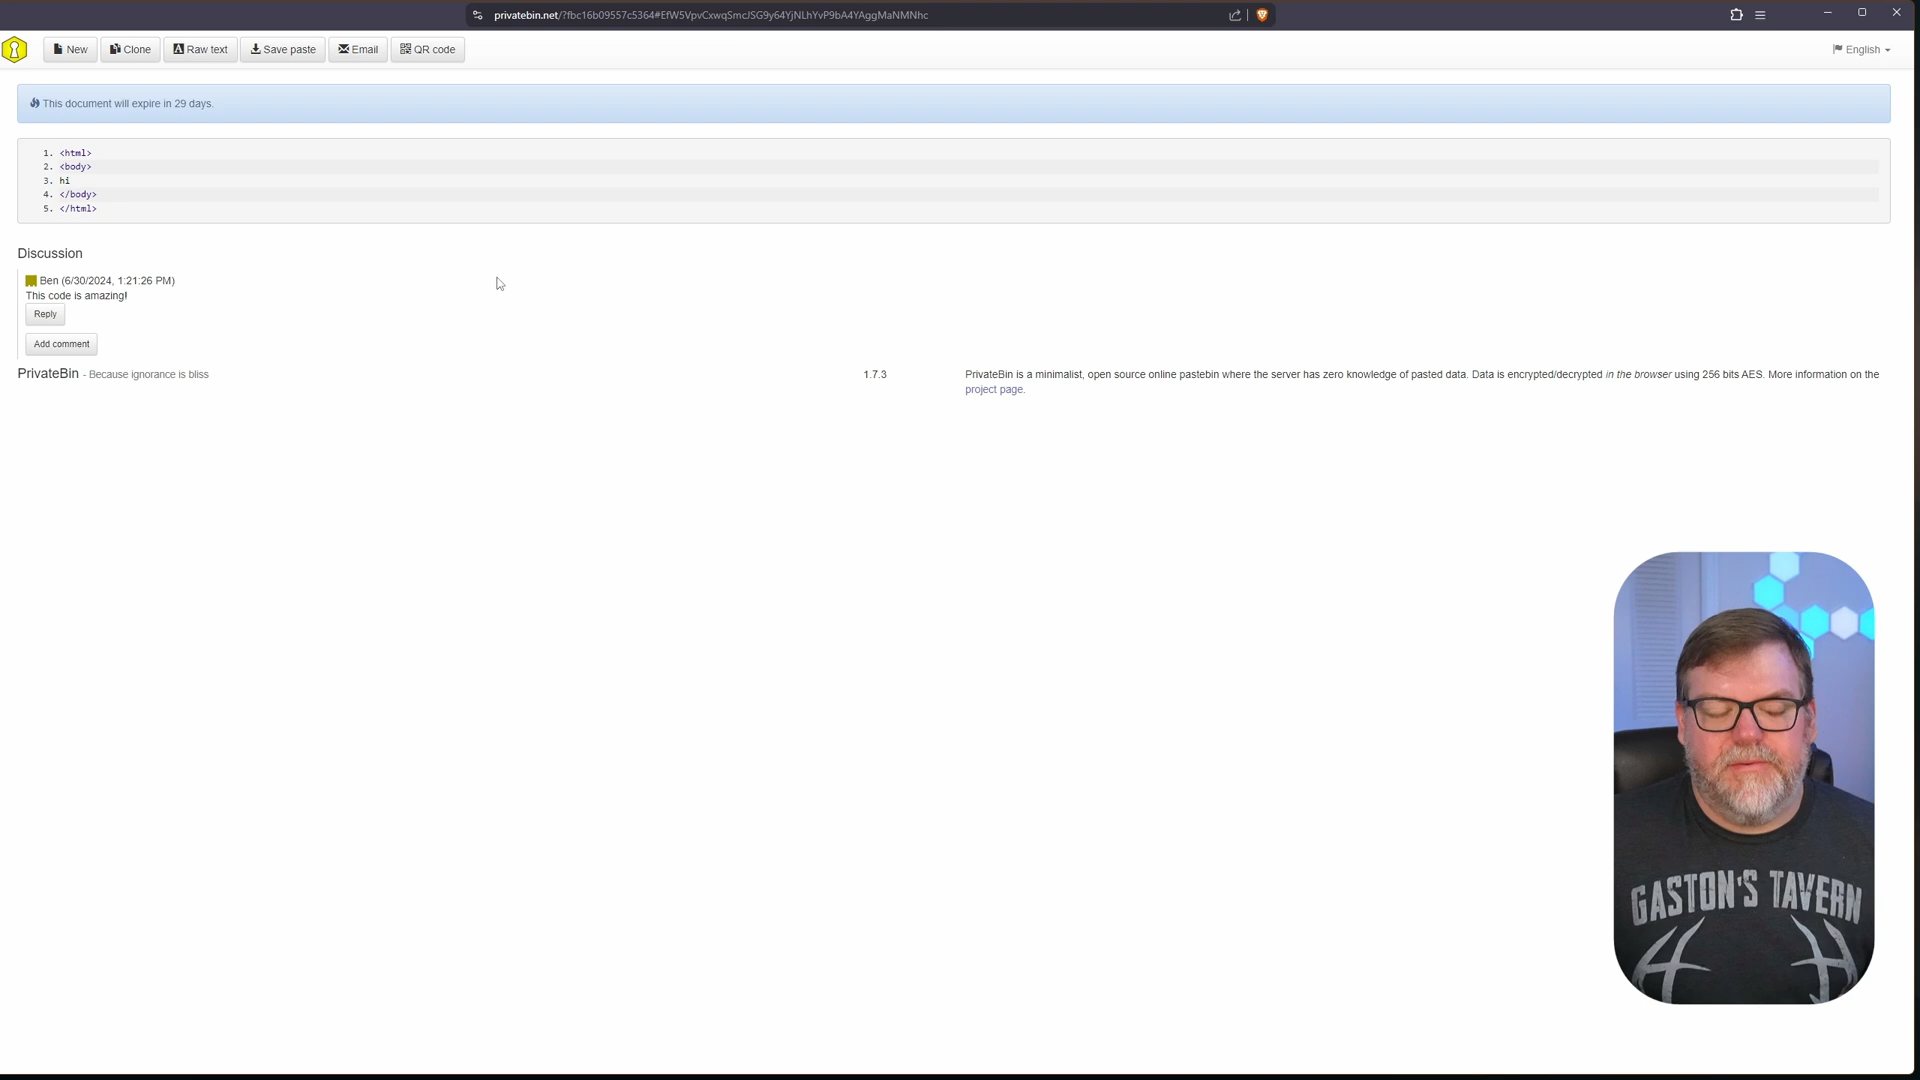 privatebin.net/?fbc16b09557c5364#EfW5VpvCxwqSmcJSG9y64YjNLhYvP9bA4YAggMaNMNhc
New Clone Raw text Save paste Email QR code English
This document will expire in 29 days.
1. <html>
2. <body>
3. hi
4. </body>
5. </html>
Discussion
Ben (6/30/2024, 1:21:26 PM)
This code is amazing!
Reply
Add comment
PrivateBin - Because ignorance is bliss 1.7.3 PrivateBin is a minimalist, open source online pastebin where the server has zero knowledge of pasted data. Data is encrypted/decrypted in the browser using 256 bits AES. More information on the
project page.
GASTON'S TAVERN